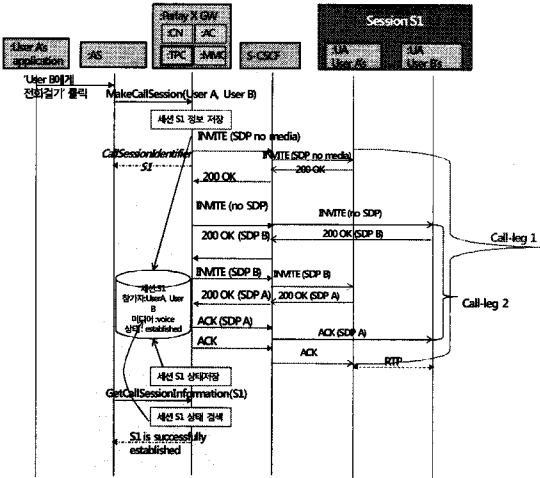 :Parlay X GW
Session S1
:CN
:AC
:User A's
application
:AS
:TPC
:MMC
S-CSCF
:UA
User A's
:UA
User B's
'User B에게
전화걸기' 클릭
MakeCallSession(User A, User B)
세션 S1 정보 저장
INVITE (SDP no media)
CallSessionIdentifier
S1
INVITE (SDP no media)
200 OK
200 OK
INVITE (no SDP)
INVITE (no SDP)
200 OK (SDP B)
200 OK (SDP B)
Call-leg 1
INVITE (SDP B)
INVITE (SDP B)
세션:S1
참가자:UserA, User
B
미디어 :voice
상태 : established
200 OK (SDP A)
200 OK (SDP A)
Call-leg 2
ACK (SDP A)
ACK (SDP A)
ACK
ACK
RTP
세션 S1 상태저장
GetCallSessionInformation(S1)
세션 S1 상태 검색
S1 is successfully
established